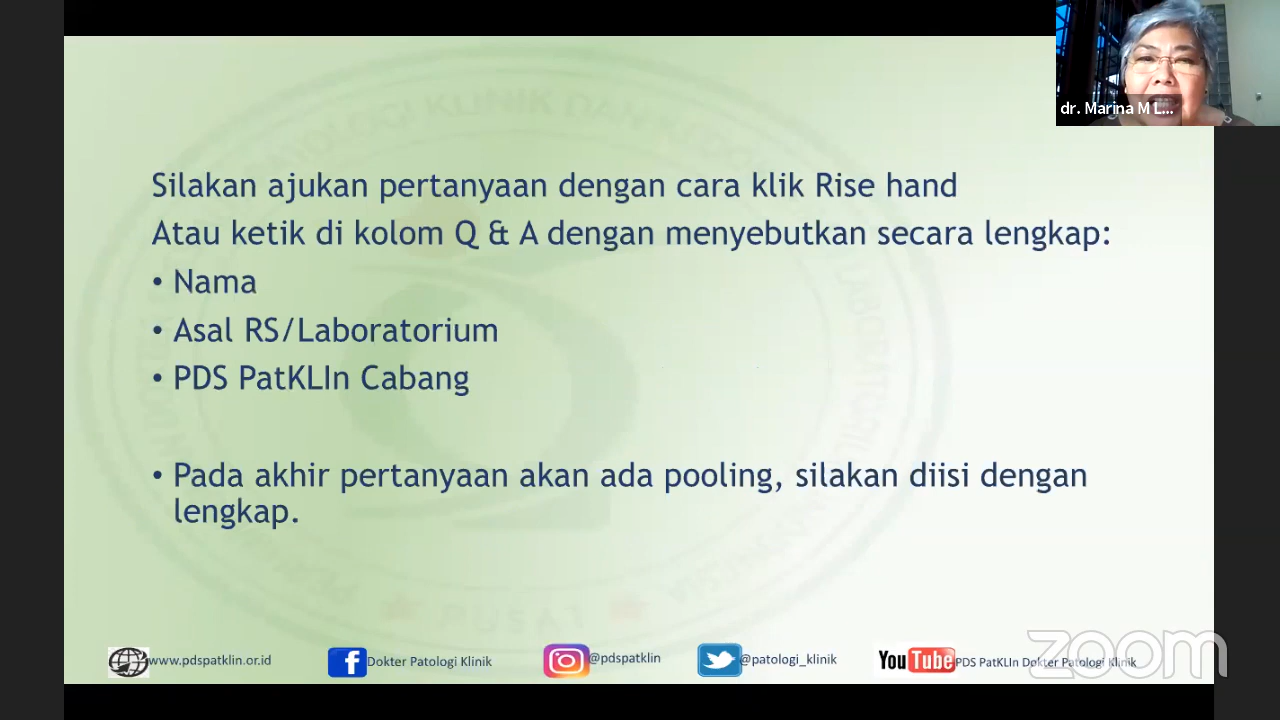 dr. Marina M L...
Silakan ajukan pertanyaan dengan cara klik Rise hand
Atau ketik di kolom Q & A dengan menyebutkan secara lengkap:
• Nama
• Asal RS/Laboratorium
• PDS PatKLIn Cabang
• Pada akhir pertanyaan akan ada pooling, silakan diisi dengan
lengkap.
PUSAT
www.pdspatklin.or.id
Dokter Patologi Klinik
@pdspatklin
@patologi_klinik
YouTube PDS PatKLIn Dokter Patologi Klinik
zoom